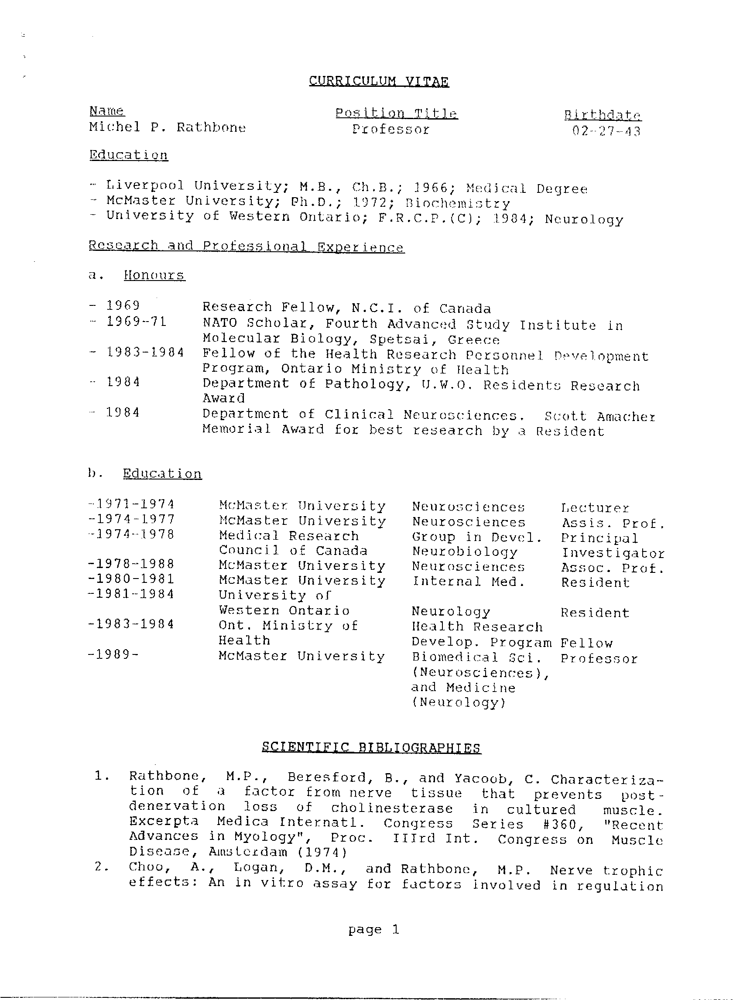 CURRICULUM VITAE
Name Position Title Birthdate
Michel P. Rathbone Professor 02-27-43
Education
- Liverpool University; M.B., Ch.B.; 1966; Medical Degree
- McMaster University; Ph.D.; 1972; Biochemistry
- University of Western Ontario; F.R.C.P.(C); 1984; Neurology
Research and Professional Experience
a. Honours
- 1969 Research Fellow, N.C.I. of Canada
- 1969-71 NATO Scholar, Fourth Advanced Study Institute in
Molecular Biology, Spetsai, Greece
- 1983-1984 Fellow of the Health Research Personnel Development
Program, Ontario Ministry of Health
- 1984 Department of Pathology, U.W.O. Residents Research
Award
- 1984 Department of Clinical Neurosciences. Scott Amacher
Memorial Award for best research by a Resident
b. Education
-1971-1974 McMaster University Neurosciences Lecturer
-1974-1977 McMaster University Neurosciences Assis. Prof.
-1974-1978 Medical Research Group in Devel. Principal
Council of Canada Neurobiology Investigator
-1978-1988 McMaster University Neurosciences Assoc. Prof.
-1980-1981 McMaster University Internal Med. Resident
-1981-1984 University of
Western Ontario Neurology Resident
-1983-1984 Ont. Ministry of Health Research
Health Develop. Program Fellow
-1989- McMaster University Biomedical Sci. Professor
(Neurosciences),
and Medicine
(Neurology)
SCIENTIFIC BIBLIOGRAPHIES
1. Rathbone, M.P., Beresford, B., and Yacoob, C. Characteriza-
tion of a factor from nerve tissue that prevents post-
denervation loss of cholinesterase in cultured muscle.
Excerpta Medica Internatl. Congress Series #360, "Recent
Advances in Myology", Proc. IIIrd Int. Congress on Muscle
Disease, Amsterdam (1974)
2. Choo, A., Logan, D.M., and Rathbone, M.P. Nerve trophic
effects: An in vitro assay for factors involved in regulation
page 1